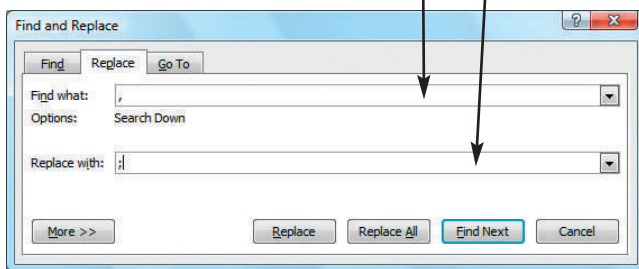 Find and Replace
Find Replace Go To
Find what: ,
Options: Search Down
Replace with: ;
More >> Replace Replace All Find Next Cancel